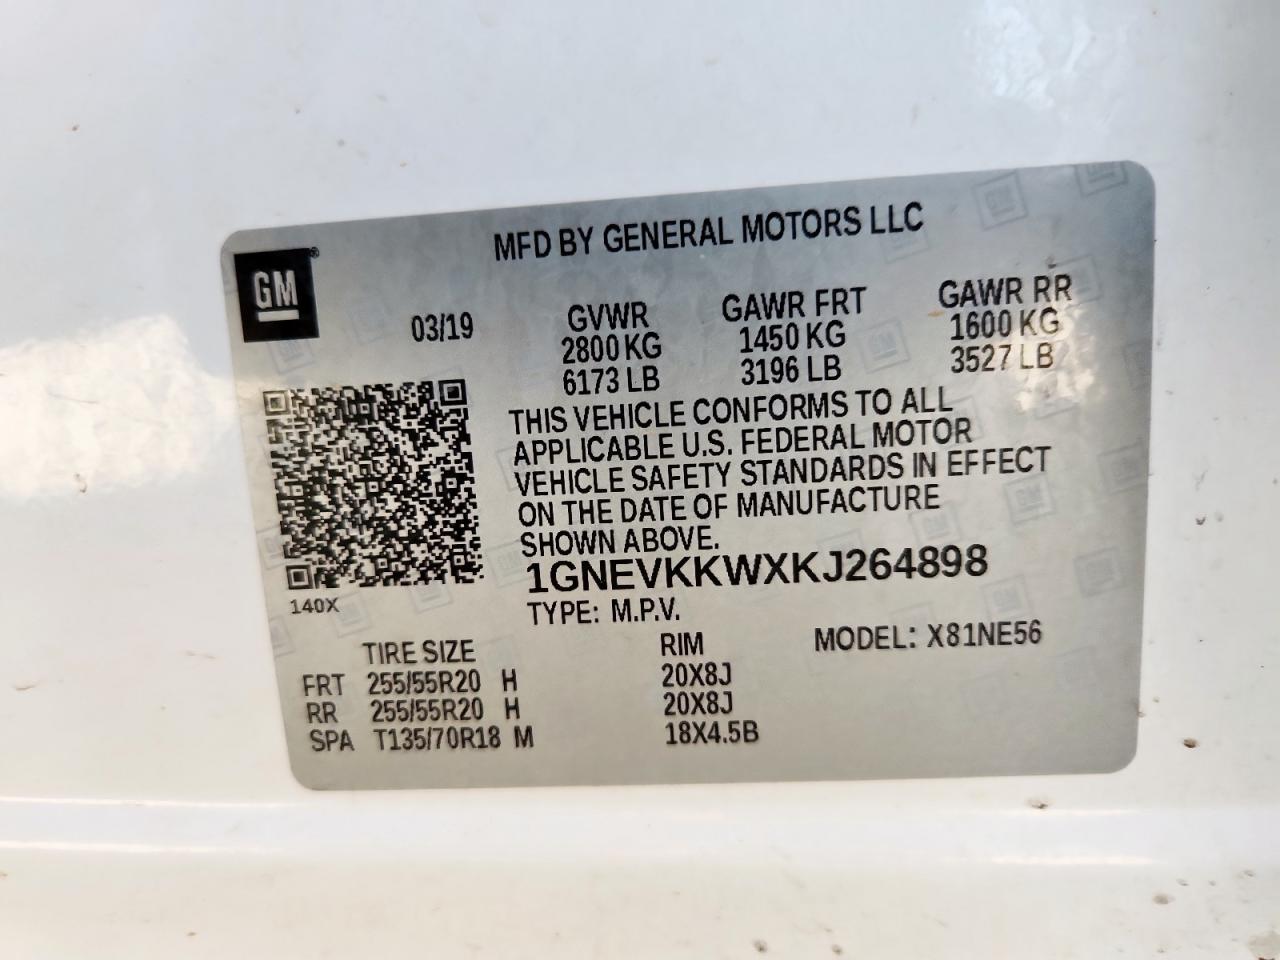 MFD BY GENERAL MOTORS LLC
GM®
03/19
GVWR
2800 KG
6173 LB
GAWR FRT
1450 KG
3196 LB
GAWR RR
1600 KG
3527 LB
THIS VEHICLE CONFORMS TO ALL
APPLICABLE U.S. FEDERAL MOTOR
VEHICLE SAFETY STANDARDS IN EFFECT
ON THE DATE OF MANUFACTURE
SHOWN ABOVE.
1GNEVKKWXKJ264898
140X
TYPE: M.P.V.
MODEL: X81NE56
TIRE SIZE RIM
FRT 255/55R20 H 20X8J
RR 255/55R20 H 20X8J
SPA T135/70R18 M 18X4.5B